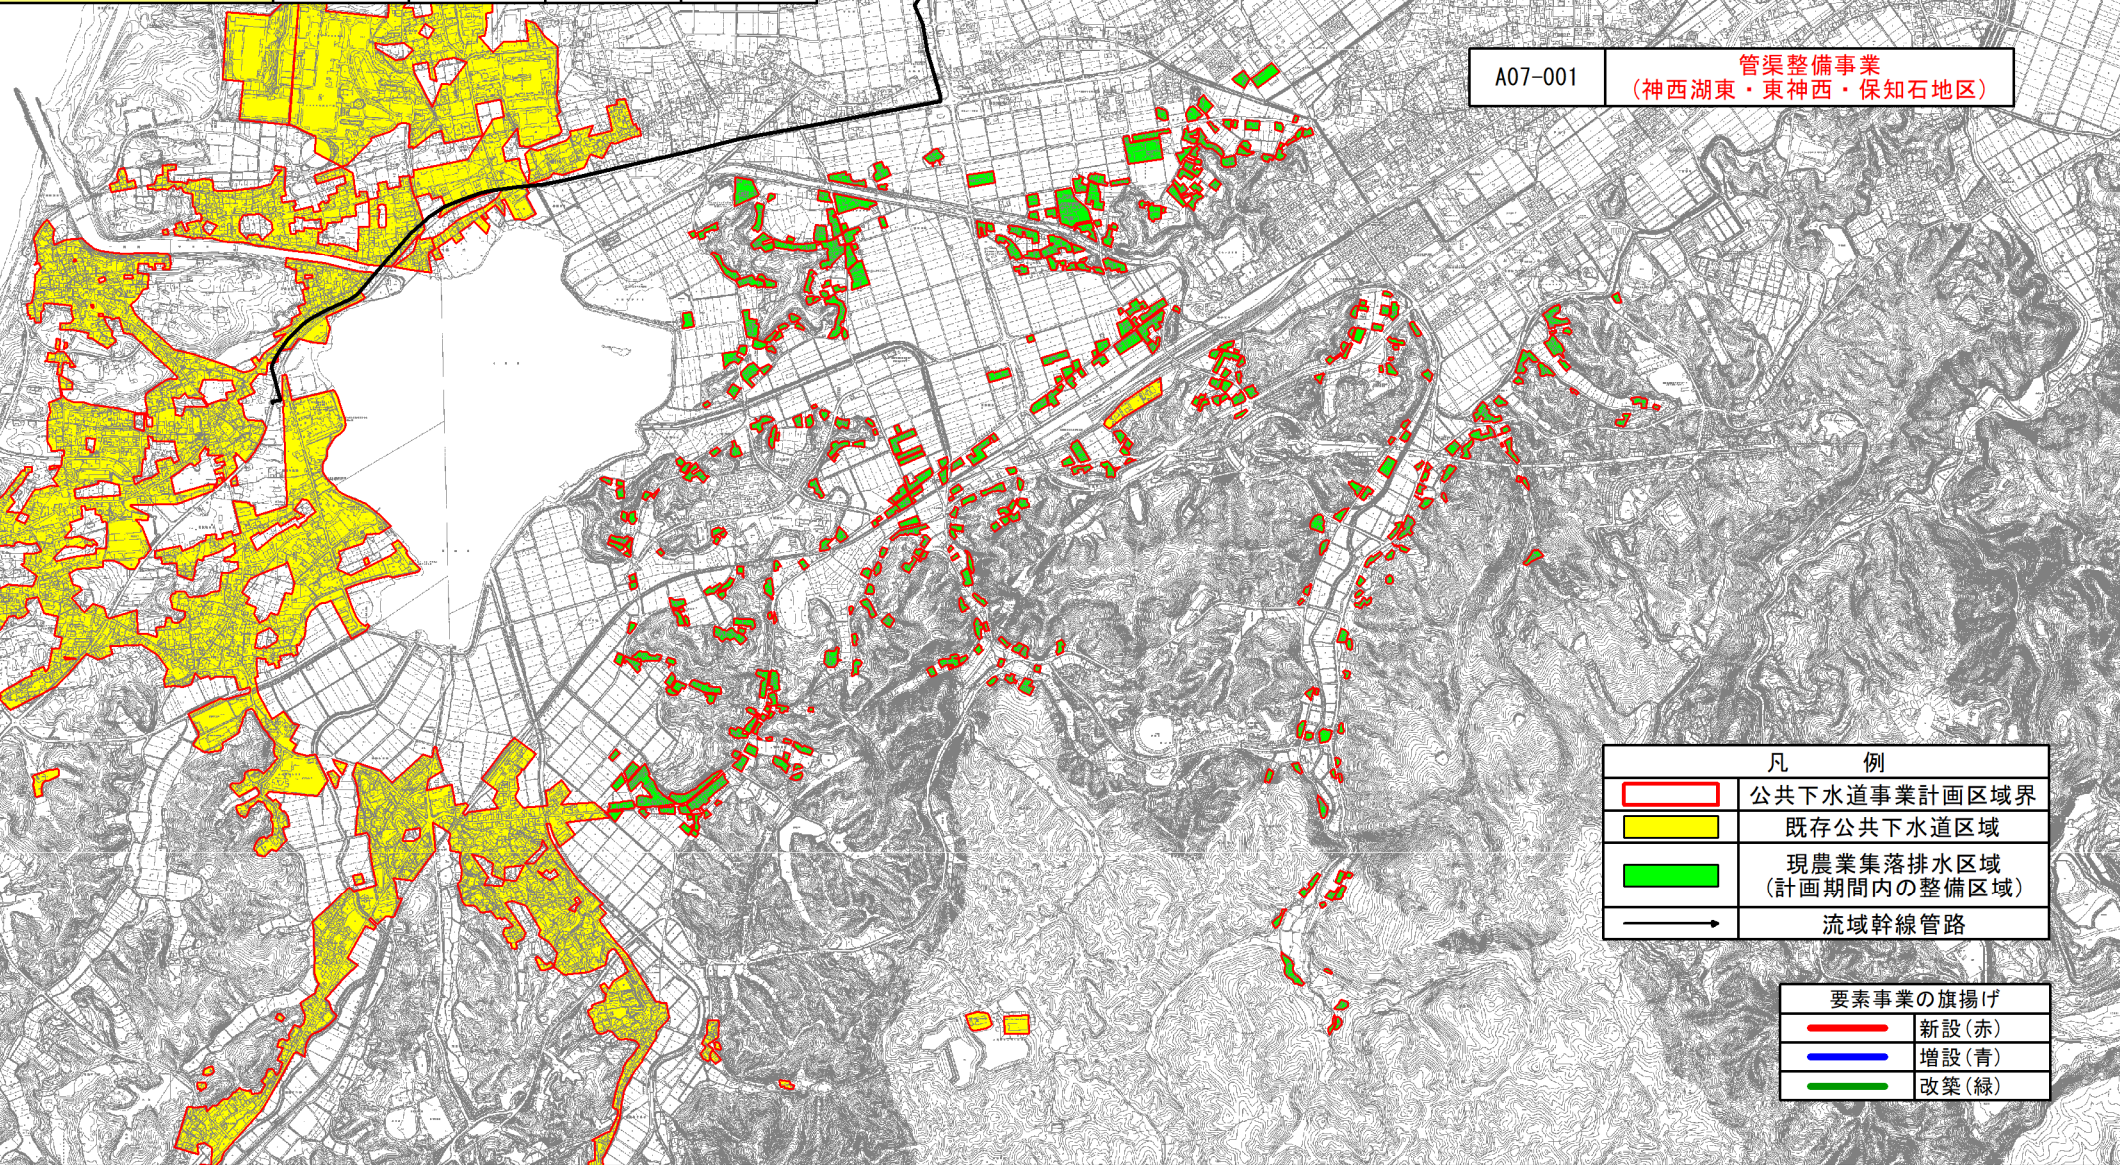 A07-001
管渠整備事業
(神西湖東・東神西・保知石地区)
凡 例
公共下水道事業計画区域界
既存公共下水道区域
現農業集落排水区域
(計画期間内の整備区域)
流域幹線管路
要素事業の旗揚げ
新設(赤)
増設(青)
改築(緑)